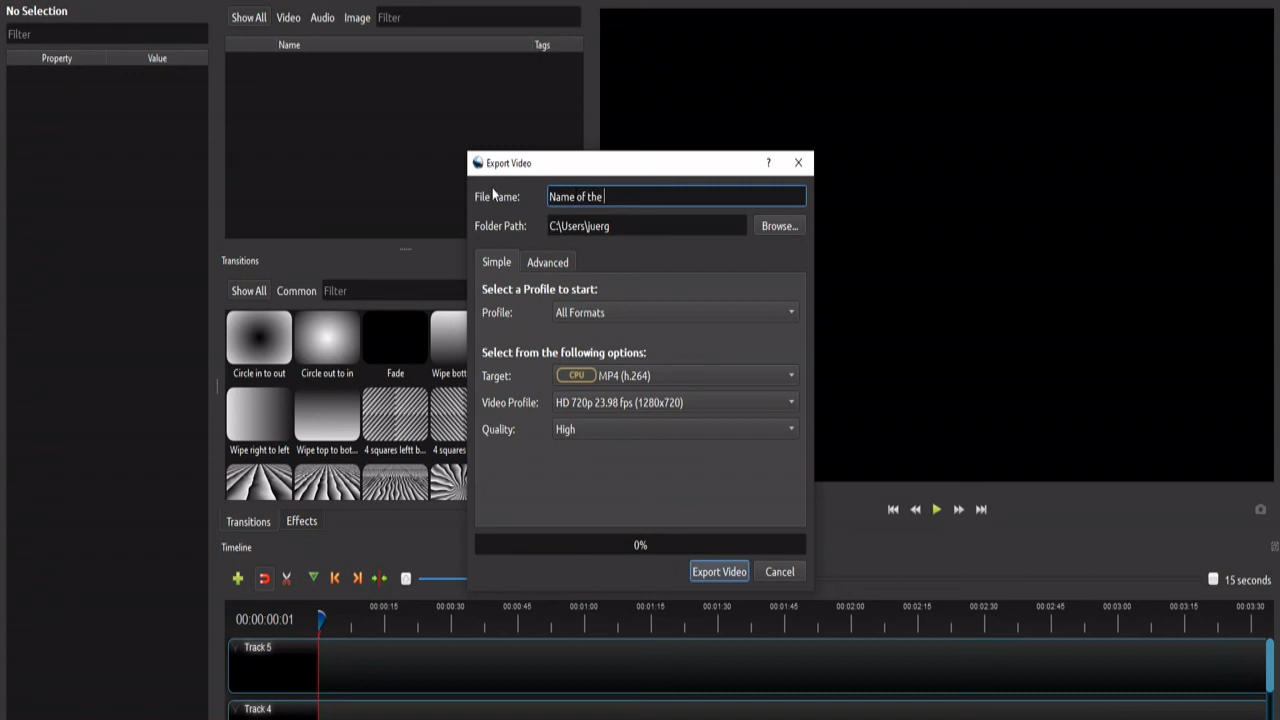 No Selection
Filter
Property Value
Show All Video Audio Image Filter
Name Tags
Transitions
Show All Common Filter
Circle in to out Circle out to in Fade
Wipe right to left Wipe top to bot... 4 squares leftt b... 4 squares
Transitions Effects
Export Video ?
File Name: Name of the
Folder Path: C:\Users\juerg Browse...
Simple Advanced
Select a Profile to start:
Profile: All Formats
Select from the following options:
Target: CPU MP4 (h.264)
Video Profile: HD 720p 23.98 fps (1280x720)
Quality: High
0%
Export Video Cancel
Timeline
15 seconds
00:00:00:01 00:00:15 00:00:30 00:00:45 00:01:00 00:01:15 00:01:30 00:01:45 00:02:00 00:02:15 00:02:30 00:02:45 00:03:00 00:03:15 00:03:30
Track 5
Track 4